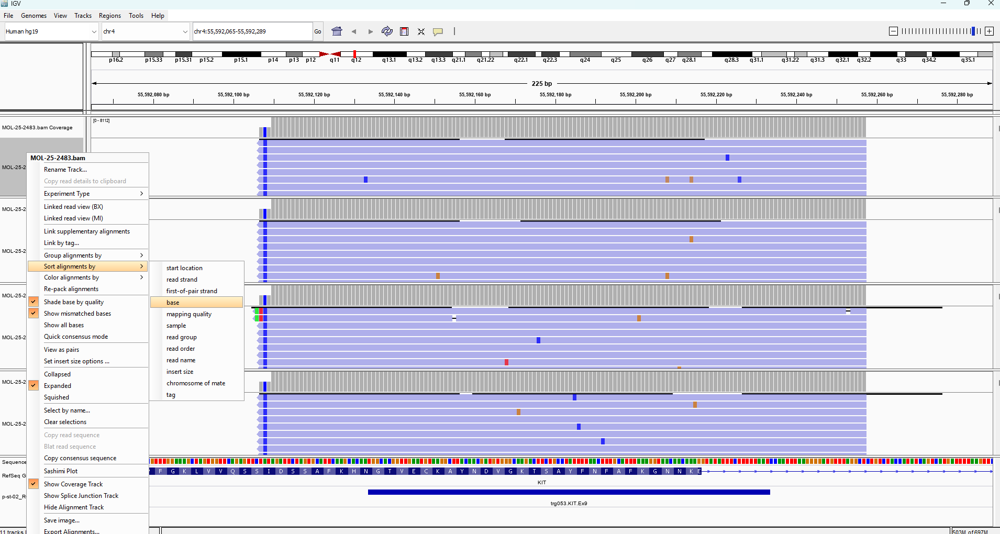 IGV
File Genomes View Tracks Regions Tools Help
Human hg19 chr4 chr4:55,592,065-55,592,289 Go
p16.2 p15.33 p15.31 p15.2 p15.1 p14 p13 p12 q11 q12 q13.1 q13.2 q13.3 q21.1 q21.22 q22.1 q22.3 q24 q25 q26 q27 q28.1 q28.3 q31.1 q31.22 q31.3 q32.1 q32.2 q33 q34.2 q35.1
225 bp
55,592,080 bp 55,592,100 bp 55,592,120 bp 55,592,140 bp 55,592,160 bp 55,592,180 bp 55,592,200 bp 55,592,220 bp 55,592,240 bp 55,592,260 bp 55,592,280 bp
[0 - 8112]
MOL-25-2483.bam Coverage
MOL-25-2
MOL-25-2
MOL-25-2
MOL-25-2
MOL-25-2
MOL-25-2
MOL-25-2
MOL-25-2483.bam
Rename Track...
Copy read details to clipboard
Experiment Type
Linked read view (BX)
Linked read view (MI)
Link supplementary alignments
Link by tag...
Group alignments by
Sort alignments by
Color alignments by
Re-pack alignments
Shade base by quality
Show mismatched bases
Show all bases
Quick consensus mode
View as pairs
Set insert size options ...
Collapsed
Expanded
Squished
Select by name...
Clear selections
Copy read sequence
Blat read sequence
Copy consensus sequence
Sashimi Plot
Show Coverage Track
Show Splice Junction Track
Hide Alignment Track
Save image...
Export Alignments...
start location
read strand
first-of-pair strand
base
mapping quality
sample
read group
read order
read name
insert size
chromosome of mate
tag
Sequence
RefSeq G
F G K L V V Q S S I D S S A F K H N G T V E C K A Y N D V G K T S A Y F N F A F K G N N K E
KIT
p-st-02_R
trg053.KIT.Ex9
11 tracks
503M of 697M